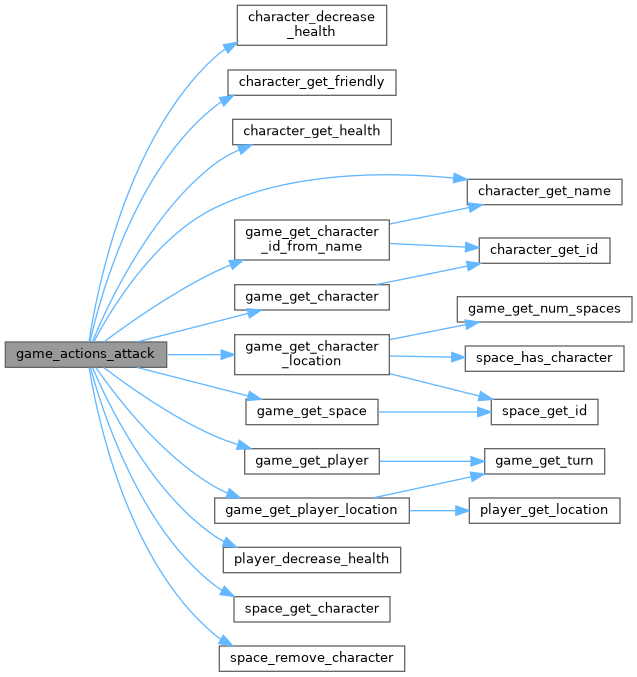 character_decrease
_health
character_get_friendly
character_get_health
character_get_name
game_get_character
_id_from_name
character_get_id
game_get_character
game_get_num_spaces
game_actions_attack
game_get_character
_location
space_has_character
game_get_space
space_get_id
game_get_player
game_get_turn
game_get_player_location
player_get_location
player_decrease_health
space_get_character
space_remove_character